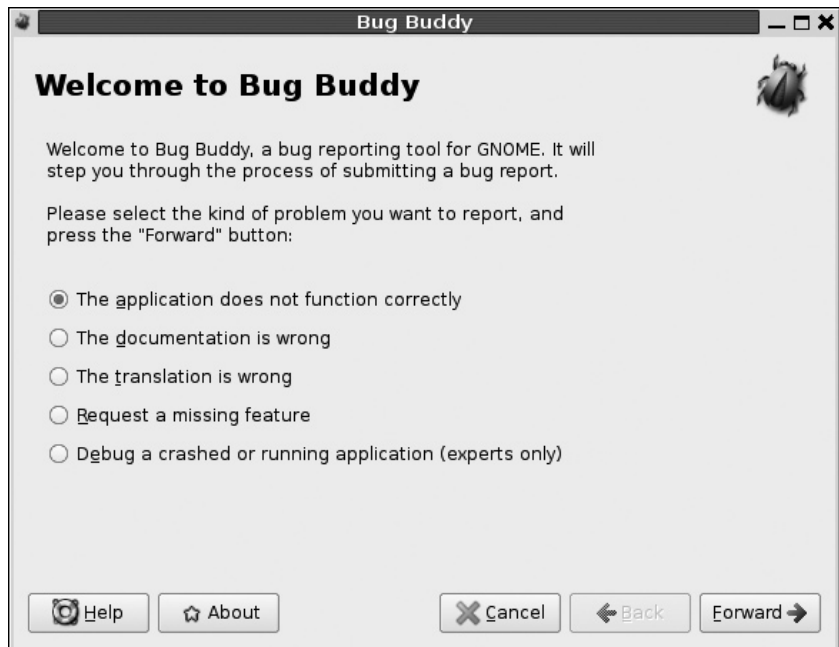 Bug Buddy
Welcome to Bug Buddy
Welcome to Bug Buddy, a bug reporting tool for GNOME. It will
step you through the process of submitting a bug report.
Please select the kind of problem you want to report, and
press the "Forward" button:
The application does not function correctly
The documentation is wrong
The translation is wrong
Request a missing feature
Debug a crashed or running application (experts only)
Help
About
Cancel
Back
Forward